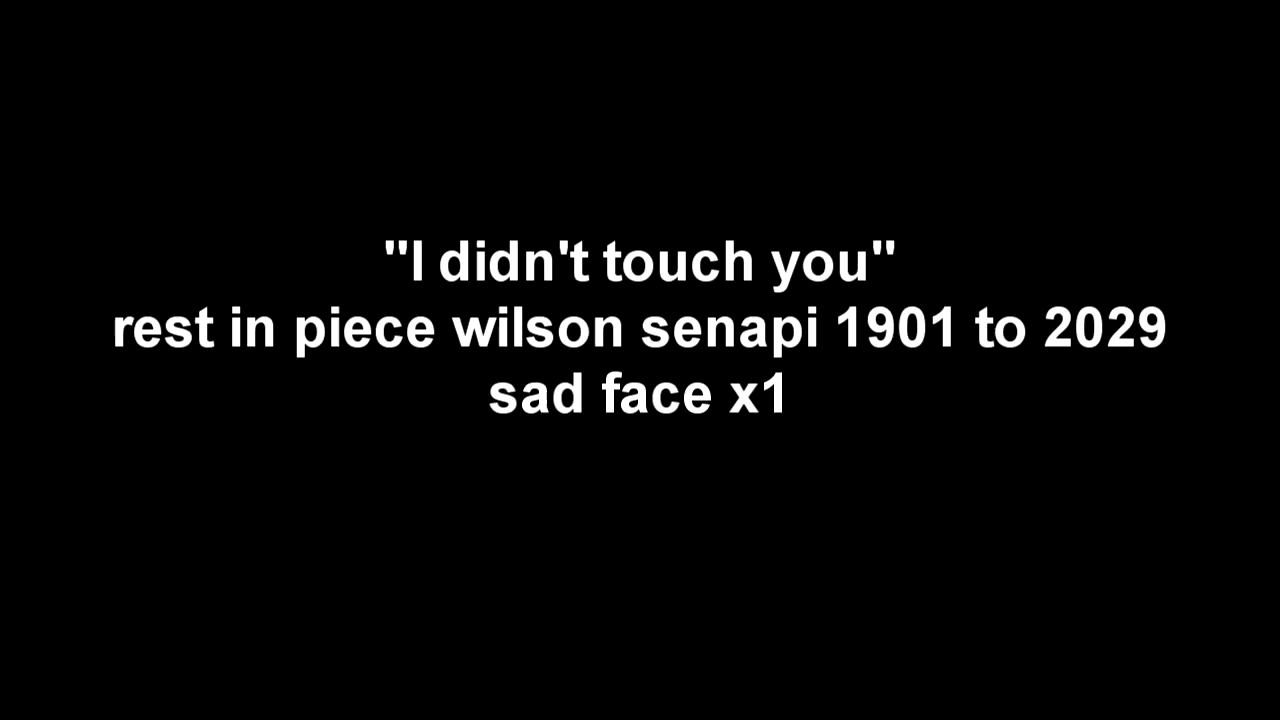 "I didn't touch you"
rest in piece wilson senapi 1901 to 2029
sad face x1